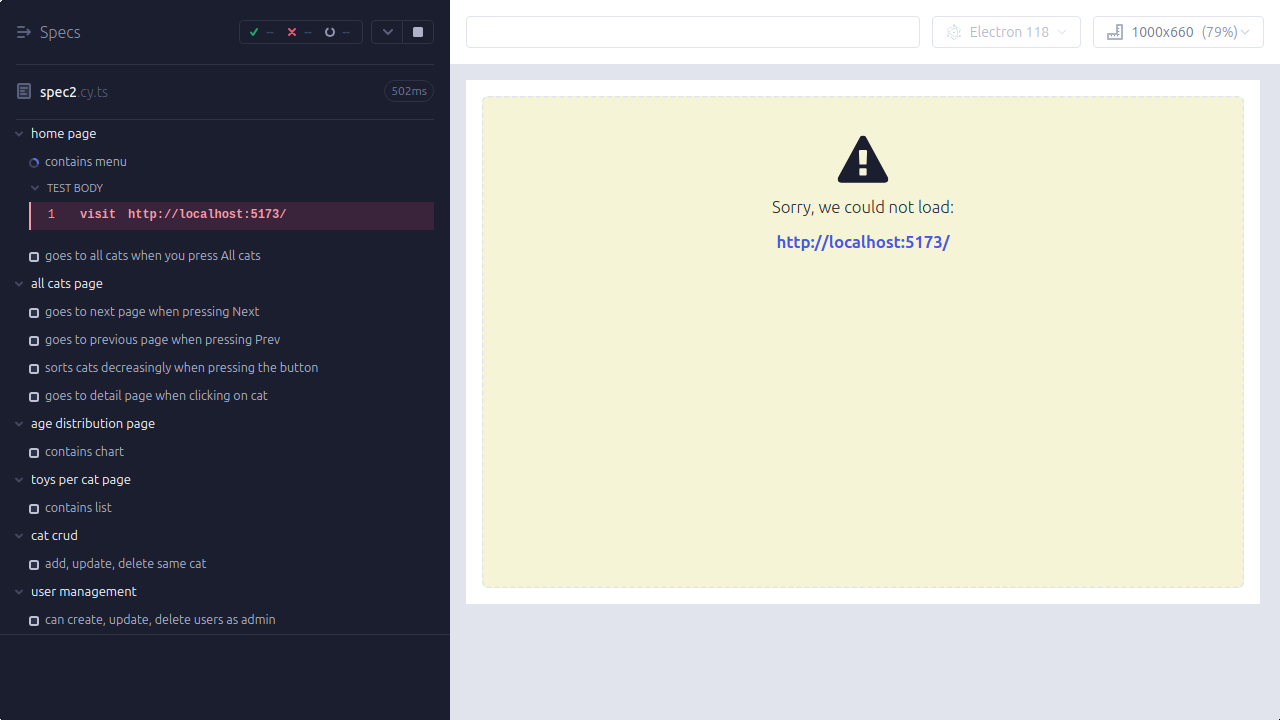 Specs
--
--
--
spec2.cy.ts
502ms
home page
contains menu
TEST BODY
1 visit http://localhost:5173/
goes to all cats when you press All cats
all cats page
goes to next page when pressing Next
goes to previous page when pressing Prev
sorts cats decreasingly when pressing the button
goes to detail page when clicking on cat
age distribution page
contains chart
toys per cat page
contains list
cat crud
add, update, delete same cat
user management
can create, update, delete users as admin
Electron 118
1000x660 (79%)
Sorry, we could not load:
http://localhost:5173/